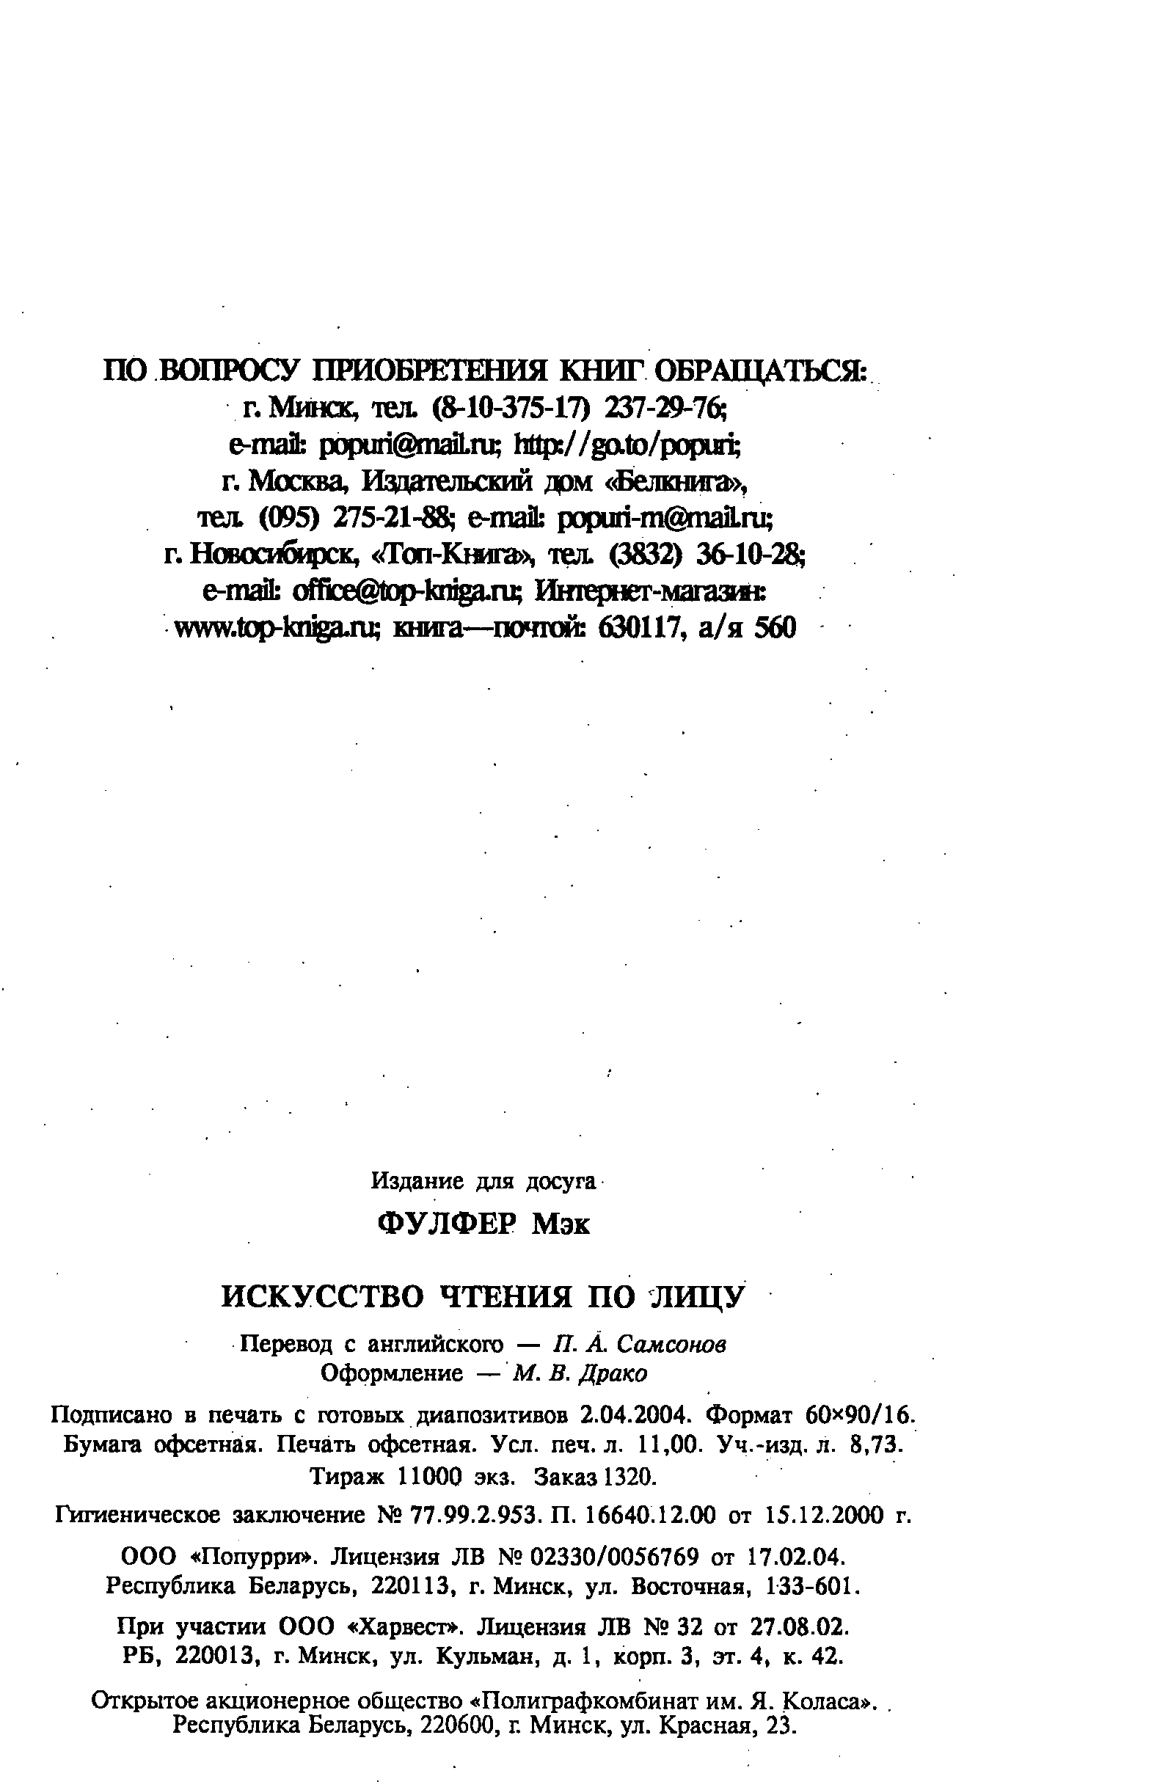 ПО ВОПРОСУ ПРИОБРЕТЕНИЯ КНИГ ОБРАЩАТЬСЯ:
г. Минск, тел. (8-10-375-17) 237-29-76;
e-mail: popuri@mail.ru; http://go.to/popuri;
г. Москва, Издательский дом «Белкнига»,
тел. (095) 275-21-88; e-mail: popuri-m@mail.ru;
г. Новосибирск, «Топ-Книга», тел. (3832) 36-10-28;
e-mail: office@top-kniga.ru; Интернет-магазин:
www.top-kniga.ru; книга—почтой: 630117, а/я 560
Издание для досуга
ФУЛФЕР Мэк
ИСКУССТВО ЧТЕНИЯ ПО ЛИЦУ
Перевод с английского — П. А. Самсонов
Оформление — М. В. Драко
Подписано в печать с готовых диапозитивов 2.04.2004. Формат 60×90/16.
Бумага офсетная. Печать офсетная. Усл. печ. л. 11,00. Уч.-изд. л. 8,73.
Тираж 11000 экз. Заказ 1320.
Гигиеническое заключение № 77.99.2.953. П. 16640.12.00 от 15.12.2000 г.
ООО «Попурри». Лицензия ЛВ № 02330/0056769 от 17.02.04.
Республика Беларусь, 220113, г. Минск, ул. Восточная, 133-601.
При участии ООО «Харвест». Лицензия ЛВ № 32 от 27.08.02.
РБ, 220013, г. Минск, ул. Кульман, д. 1, корп. 3, эт. 4, к. 42.
Открытое акционерное общество «Полиграфкомбинат им. Я. Коласа».
Республика Беларусь, 220600, г. Минск, ул. Красная, 23.